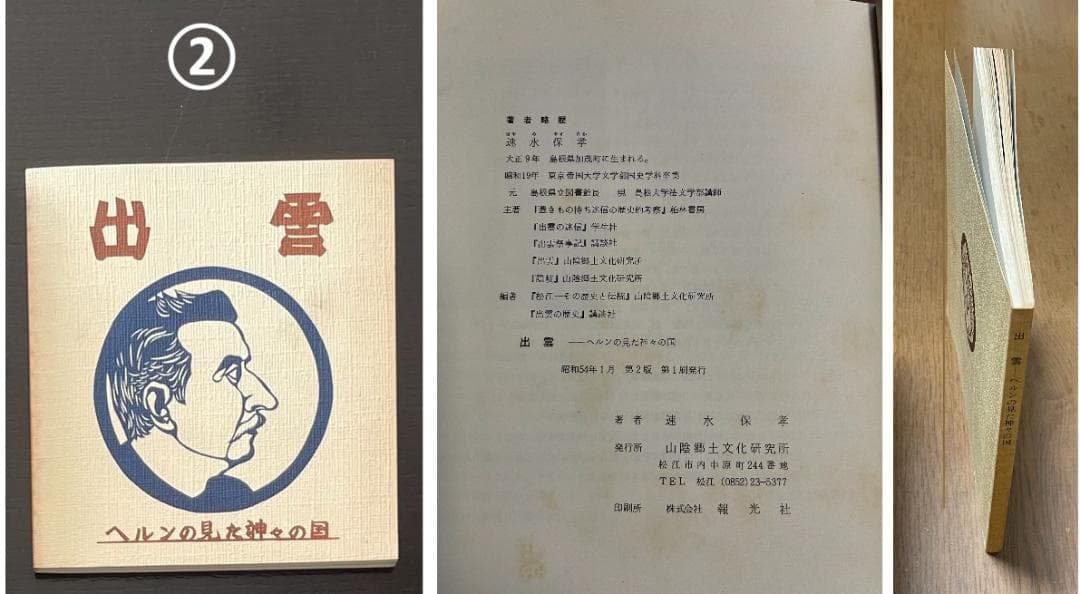 ②
出雲
ヘルンの見た神々の国
著者略歴
はやみやすたか
速水保孝
大正9年 島根県加茂町に生まれる。
昭和19年 東京帝国大学文学部国史学科卒業
元 島根県立図書館長 現 島根大学法文学部講師
主著 『憑きもの持ち迷信の歴史的考察』柏林書房
『出雲の迷信』学生社
『出雲祭事記』講談社
『出雲』山陰郷土文化研究所
『隠岐』山陰郷土文化研究所
編著 『松江―その歴史と伝統』山陰郷土文化研究所
『出雲の歴史』講談社
出雲 ――ヘルンの見た神々の国
昭和54年1月 第2版 第1刷発行
著者 速水保孝
発行所 山陰郷土文化研究所
松江市内中原町244番地
TEL 松江(0852)23-5377
印刷所 株式会社 報光社
出雲―ヘルンの見た神々の国